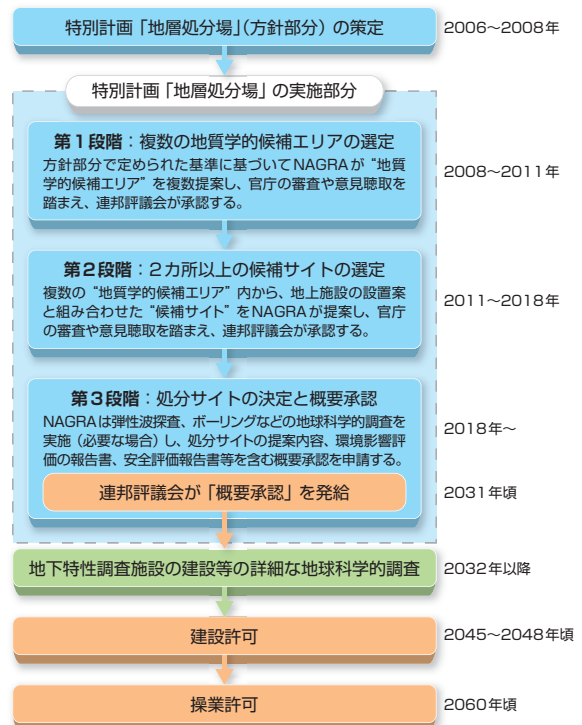 特別計画「地層処分場」(方針部分)の策定
2006～2008年
特別計画「地層処分場」の実施部分
第1段階：複数の地質学的候補エリアの選定
方針部分で定められた基準に基づいてNAGRAが“地質
学的候補エリア”を複数提案し、官庁の審査や意見聴取を
踏まえ、連邦評議会が承認する。
2008～2011年
第2段階：2カ所以上の候補サイトの選定
複数の“地質学的候補エリア”内から、地上施設の設置案
と組み合わせた“候補サイト”をNAGRAが提案し、官庁
の審査や意見聴取を踏まえ、連邦評議会が承認する。
2011～2018年
第3段階：処分サイトの決定と概要承認
NAGRAは弾性波探査、ボーリングなどの地球科学的調査を
実施（必要な場合）し、処分サイトの提案内容、環境影響評
価の報告書、安全評価報告書等を含む概要承認を申請する。
2018年～
連邦評議会が「概要承認」を発給
2031年頃
地下特性調査施設の建設等の詳細な地球科学的調査
2032年以降
建設許可
2045～2048年頃
操業許可
2060年頃